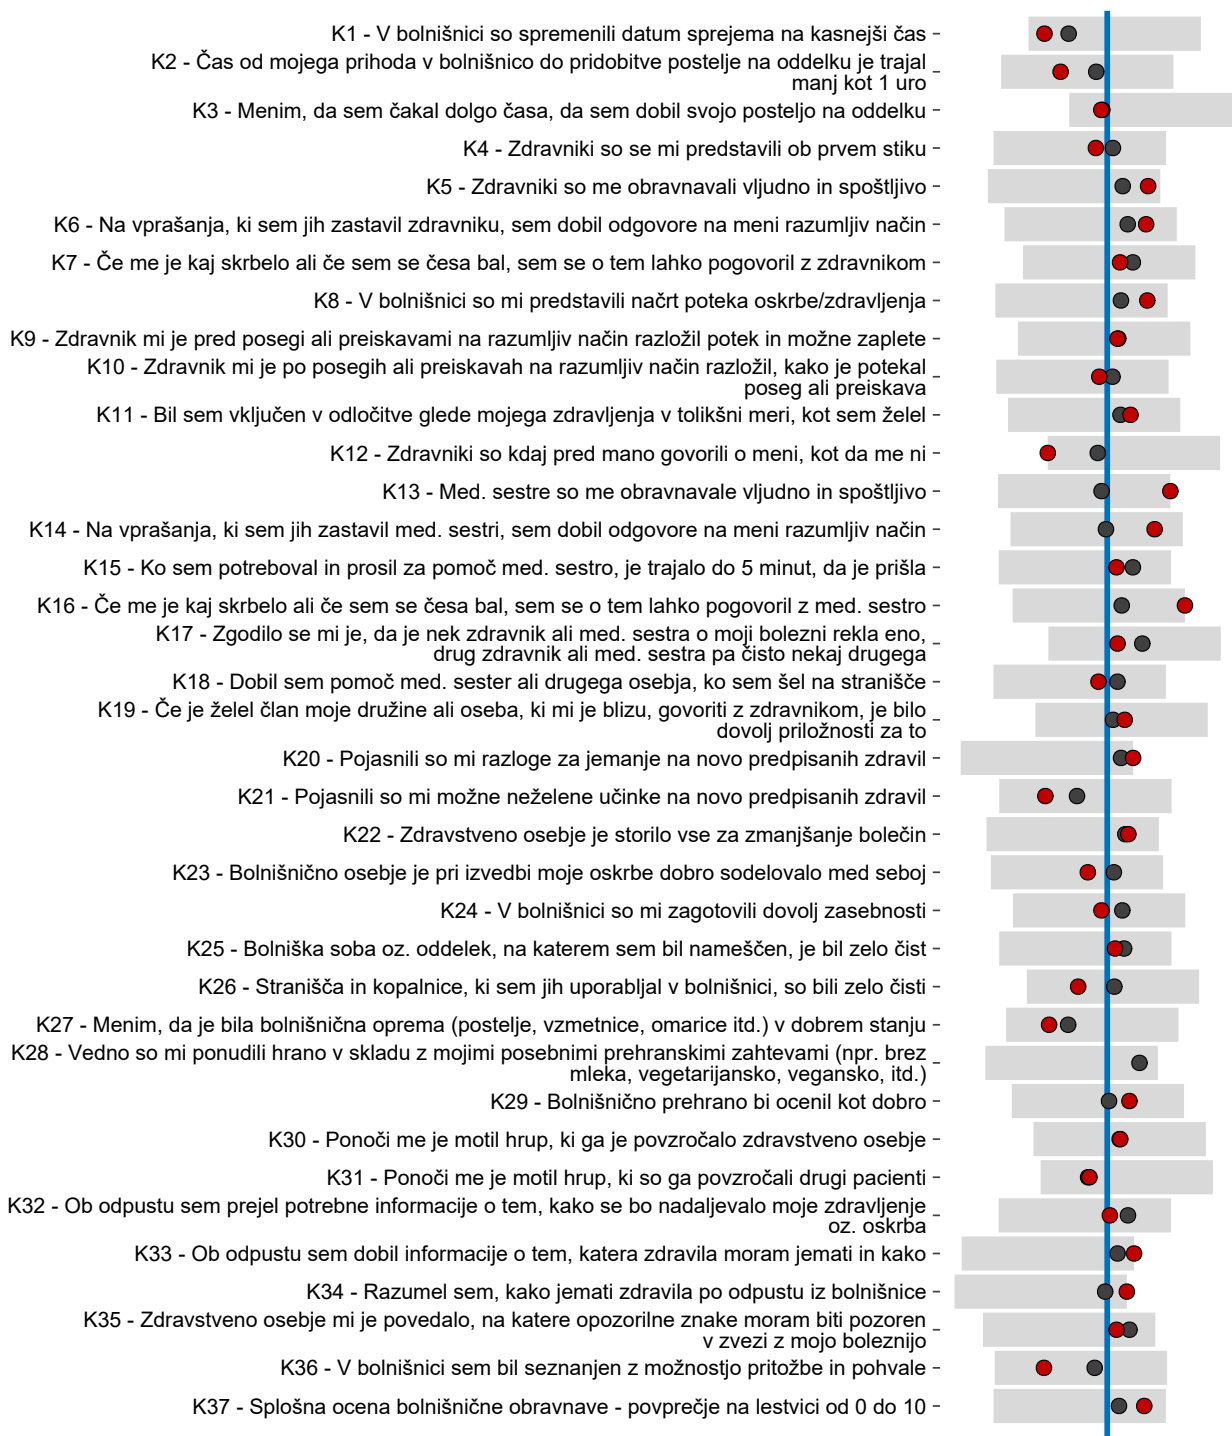 K1 - V bolnišnici so spremenili datum sprejema na kasnejši čas
K2 - Čas od mojega prihoda v bolnišnico do pridobitve postelje na oddelku je trajal
manj kot 1 uro
K3 - Menim, da sem čakal dolgo časa, da sem dobil svojo posteljo na oddelku
K4 - Zdravniki so se mi predstavili ob prvem stiku
K5 - Zdravniki so me obravnavali vljudno in spoštljivo
K6 - Na vprašanja, ki sem jih zastavil zdravniku, sem dobil odgovore na meni razumljiv način
K7 - Če me je kaj skrbelo ali če sem se česa bal, sem se o tem lahko pogovoril z zdravnikom
K8 - V bolnišnici so mi predstavili načrt poteka oskrbe/zdravljenja
K9 - Zdravnik mi je pred posegi ali preiskavami na razumljiv način razložil potek in možne zaplete
K10 - Zdravnik mi je po posegih ali preiskavah na razumljiv način razložil, kako je potekal
poseg ali preiskava
K11 - Bil sem vključen v odločitve glede mojega zdravljenja v tolikšni meri, kot sem želel
K12 - Zdravniki so kdaj pred mano govorili o meni, kot da me ni
K13 - Med. sestre so me obravnavale vljudno in spoštljivo
K14 - Na vprašanja, ki sem jih zastavil med. sestri, sem dobil odgovore na meni razumljiv način
K15 - Ko sem potreboval in prosil za pomoč med. sestro, je trajalo do 5 minut, da je prišla
K16 - Če me je kaj skrbelo ali če sem se česa bal, sem se o tem lahko pogovoril z med. sestro
K17 - Zgodilo se mi je, da je nek zdravnik ali med. sestra o moji bolezni rekla eno,
drug zdravnik ali med. sestra pa čisto nekaj drugega
K18 - Dobil sem pomoč med. sester ali drugega osebja, ko sem šel na stranišče
K19 - Če je želel član moje družine ali oseba, ki mi je blizu, govoriti z zdravnikom, je bilo
dovolj priložnosti za to
K20 - Pojasnili so mi razloge za jemanje na novo predpisanih zdravil
K21 - Pojasnili so mi možne neželene učinke na novo predpisanih zdravil
K22 - Zdravstveno osebje je storilo vse za zmanjšanje bolečin
K23 - Bolnišnično osebje je pri izvedbi moje oskrbe dobro sodelovalo med seboj
K24 - V bolnišnici so mi zagotovili dovolj zasebnosti
K25 - Bolniška soba oz. oddelek, na katerem sem bil nameščen, je bil zelo čist
K26 - Stranišča in kopalnice, ki sem jih uporabljal v bolnišnici, so bili zelo čisti
K27 - Menim, da je bila bolnišnična oprema (postelje, vzmetnice, omarice itd.) v dobrem stanju
K28 - Vedno so mi ponudili hrano v skladu z mojimi posebnimi prehranskimi zahtevami (npr. brez
mleka, vegetarijansko, vegansko, itd.)
K29 - Bolnišnično prehrano bi ocenil kot dobro
K30 - Ponoči me je motil hrup, ki ga je povzročalo zdravstveno osebje
K31 - Ponoči me je motil hrup, ki so ga povzročali drugi pacienti
K32 - Ob odpustu sem prejel potrebne informacije o tem, kako se bo nadaljevalo moje zdravljenje
oz. oskrba
K33 - Ob odpustu sem dobil informacije o tem, katera zdravila moram jemati in kako
K34 - Razumel sem, kako jemati zdravila po odpustu iz bolnišnice
K35 - Zdravstveno osebje mi je povedalo, na katere opozorilne znake moram biti pozoren
v zvezi z mojo boleznijo
K36 - V bolnišnici sem bil seznanjen z možnostjo pritožbe in pohvale
K37 - Splošna ocena bolnišnične obravnave - povprečje na lestvici od 0 do 10